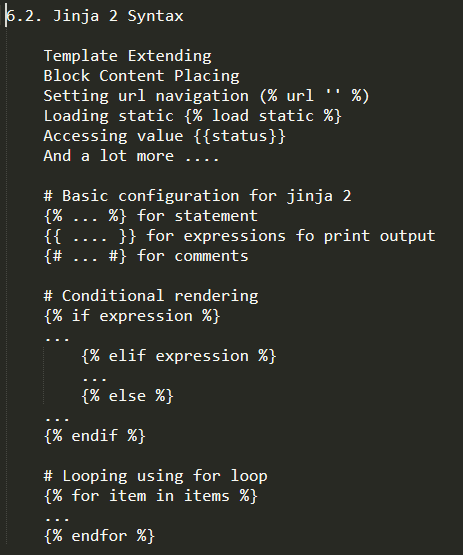 6.2. Jinja 2 Syntax
Template Extending
Block Content Placing
Setting url navigation (% url '' %)
Loading static {% load static %}
Accessing value {{status}}
And a lot more ....
# Basic configuration for jinja 2
{% ... %} for statement
{{ .... }} for expressions fo print output
{# ... #} for comments
# Conditional rendering
{% if expression %}
...
{% elif expression %}
...
{% else %}
...
{% endif %}
# Looping using for loop
{% for item in items %}
...
{% endfor %}